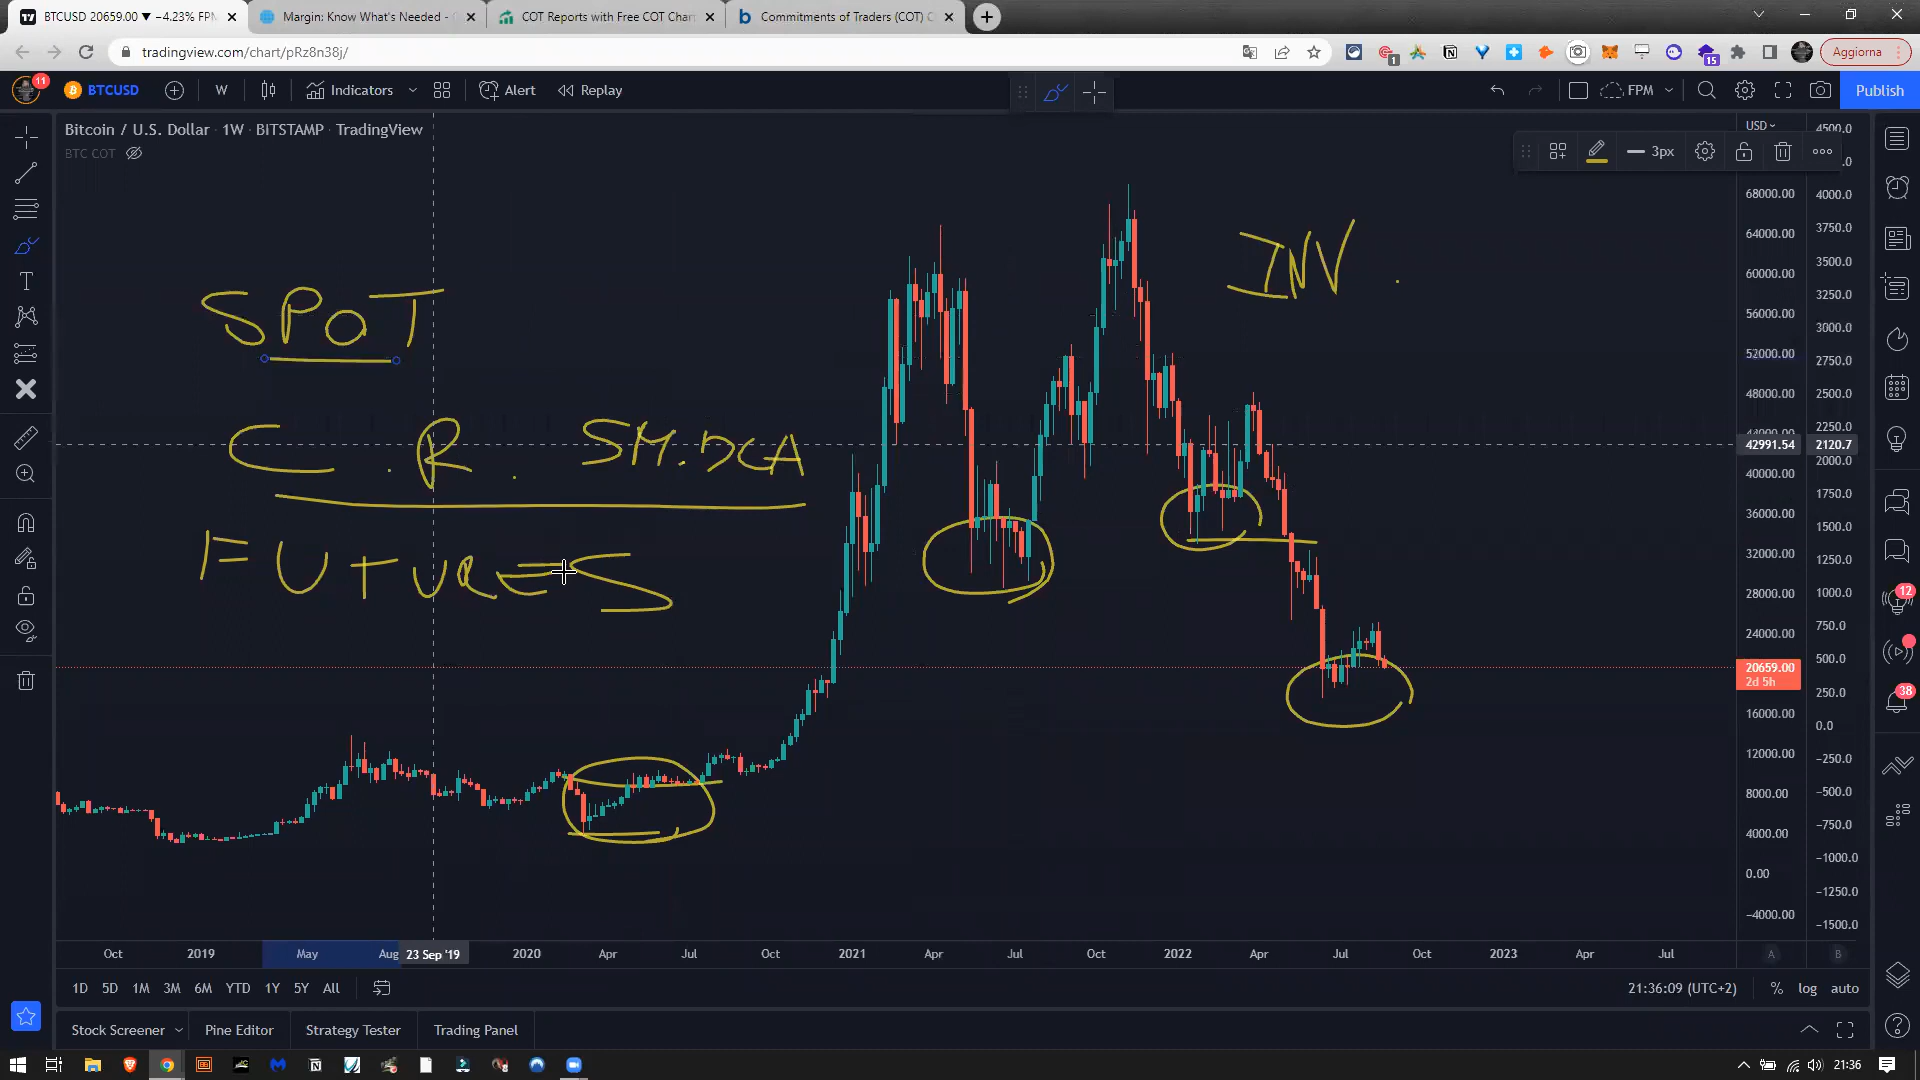 BTCUSD 20659.00 ▼ −4.23% FPM
Margin: Know What's Needed - (
COT Reports with Free COT Char
Commitments of Traders (COT) C
tradingview.com/chart/pRz8n38j/
1
15
Aggiorna
11
BTCUSD
W
Indicators
Alert
Replay
FPM
Publish
Bitcoin / U.S. Dollar · 1W · BITSTAMP · TradingView
BTC COT
3px
USD
4500.0
68000.00
4000.0
64000.00
3750.0
3500.0
60000.00
3250.0
56000.00
3000.0
52000.00
2750.0
2500.0
48000.00
2250.0
42991.54
2120.7
2000.0
40000.00
1750.0
36000.00
1500.0
32000.00
1250.0
28000.00
1000.0
24000.00
750.0
20659.00
2d 5h
500.0
250.0
16000.00
0.0
12000.00
−250.0
8000.00
−500.0
4000.00
−750.0
0.00
−1000.0
−1250.0
−4000.00
−1500.0
INV .
SPOT
C . R . SM.DCA
FUTURES
12
38
Oct
2019
May
Aug
23 Sep '19
2020
Apr
Jul
Oct
2021
Apr
Jul
Oct
2022
Apr
Jul
Oct
2023
Apr
Jul
A
B
1D
5D
1M
3M
6M
YTD
1Y
5Y
All
21:36:09 (UTC+2)
%
log
auto
Stock Screener
Pine Editor
Strategy Tester
Trading Panel
21:36